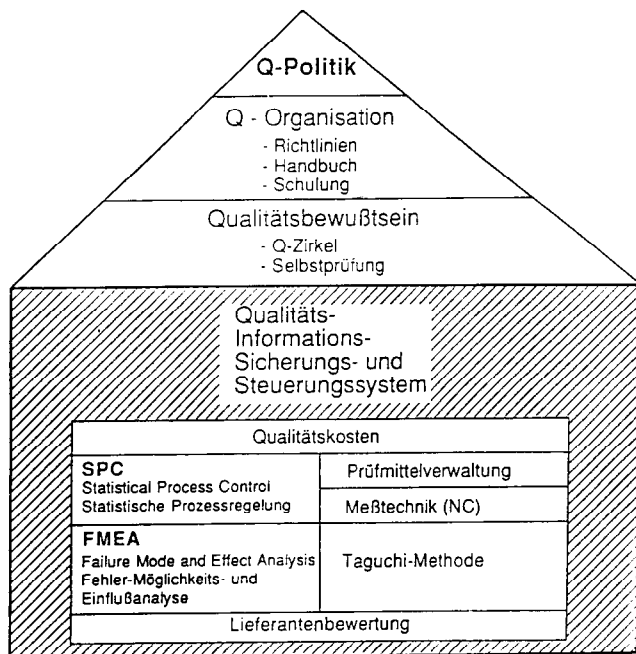 Q-Politik
Q - Organisation
- Richtlinien
- Handbuch
- Schulung
Qualitätsbewußtsein
- Q-Zirkel
- Selbstprüfung
Qualitäts-
Informations-
Sicherungs- und
Steuerungssystem
Qualitätskosten
SPC
Statistical Process Control
Statistische Prozessregelung
Prüfmittelverwaltung
Meßtechnik (NC)
FMEA
Failure Mode and Effect Analysis
Fehler-Möglichkeits- und
Einflußanalyse
Taguchi-Methode
Lieferantenbewertung